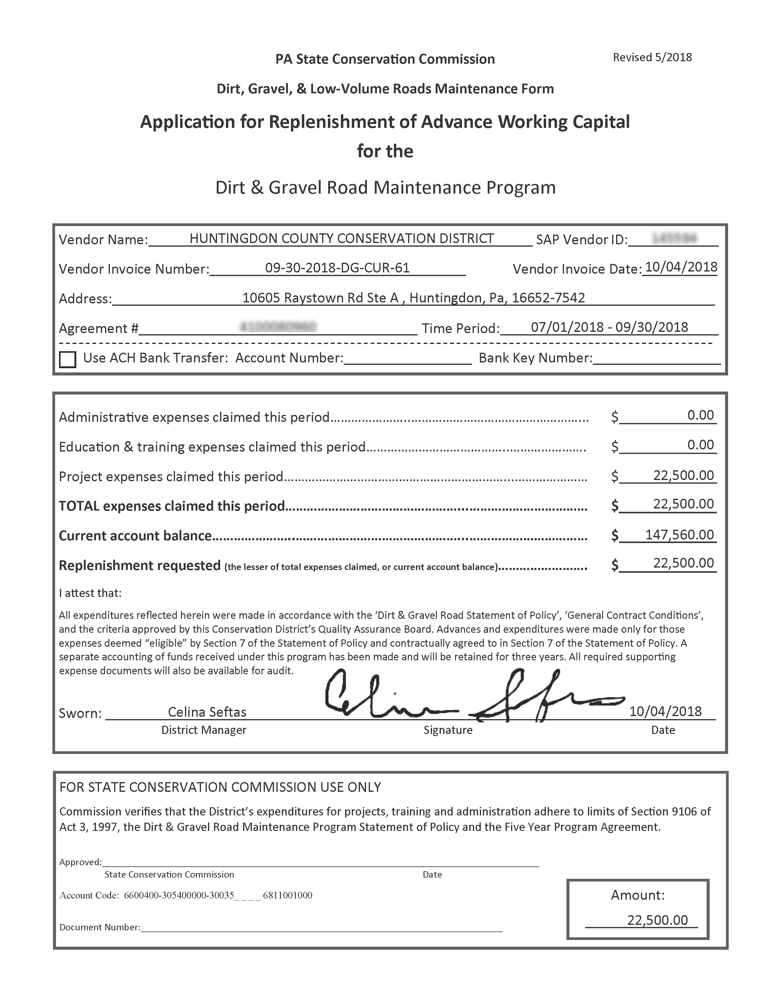 PA State Conservation Commission
Revised 5/2018
Dirt, Gravel, & Low-Volume Roads Maintenance Form
Application for Replenishment of Advance Working Capital
for the
Dirt & Gravel Road Maintenance Program
Vendor Name: HUNTINGDON COUNTY CONSERVATION DISTRICT SAP Vendor ID:
Vendor Invoice Number: 09-30-2018-DG-CUR-61 Vendor Invoice Date: 10/04/2018
Address: 10605 Raystown Rd Ste A , Huntingdon, Pa, 16652-7542
Agreement # Time Period: 07/01/2018 - 09/30/2018
Use ACH Bank Transfer: Account Number: Bank Key Number:
Administrative expenses claimed this period $ 0.00
Education & training expenses claimed this period $ 0.00
Project expenses claimed this period $ 22,500.00
TOTAL expenses claimed this period $ 22,500.00
Current account balance $ 147,560.00
Replenishment requested (the lesser of total expenses claimed, or current account balance) $ 22,500.00
I attest that:
All expenditures reflected herein were made in accordance with the ‘Dirt & Gravel Road Statement of Policy’, ‘General Contract Conditions’,
and the criteria approved by this Conservation District’s Quality Assurance Board. Advances and expenditures were made only for those
expenses deemed “eligible” by Section 7 of the Statement of Policy and contractually agreed to in Section 7 of the Statement of Policy. A
separate accounting of funds received under this program has been made and will be retained for three years. All required supporting
expense documents will also be available for audit.
Sworn: Celina Seftas Celina Seftas 10/04/2018
District Manager Signature Date
FOR STATE CONSERVATION COMMISSION USE ONLY
Commission verifies that the District’s expenditures for projects, training and administration adhere to limits of Section 9106 of
Act 3, 1997, the Dirt & Gravel Road Maintenance Program Statement of Policy and the Five Year Program Agreement.
Approved:
State Conservation Commission Date
Account Code: 6600400-305400000-30035_ _ _ _ 6811001000
Amount:
22,500.00
Document Number: